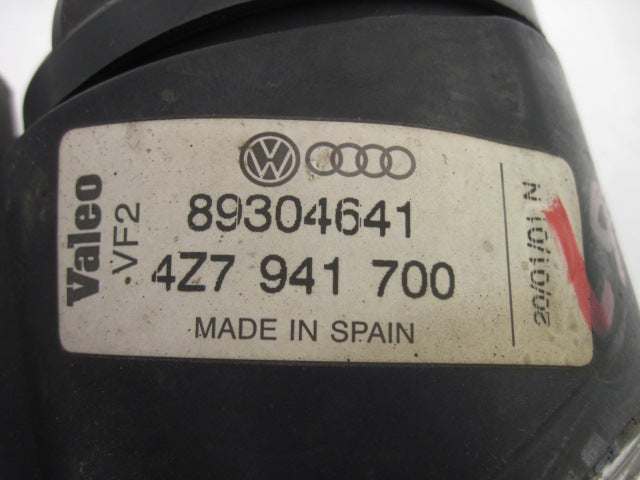 Valeo
VF2
89304641
4Z7 941 700
MADE IN SPAIN
20/01/01 N